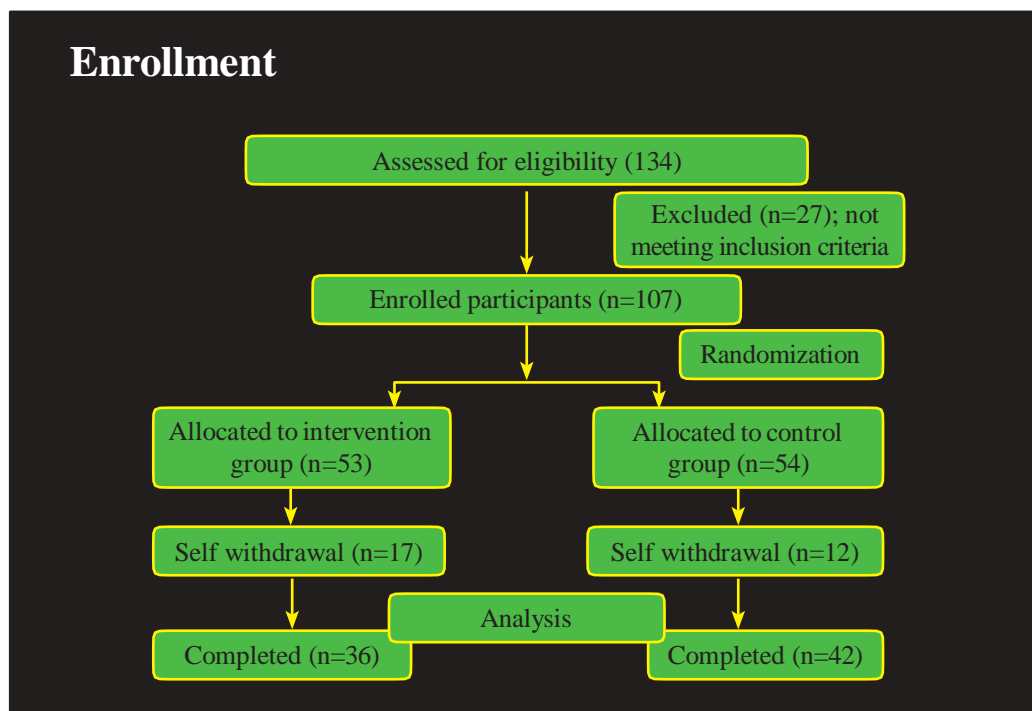 Enrollment
Assessed for eligibility (134)
Excluded (n=27); not
meeting inclusion criteria
Enrolled participants (n=107)
Randomization
Allocated to intervention
group (n=53)
Allocated to control
group (n=54)
Self withdrawal (n=17)
Self withdrawal (n=12)
Analysis
Completed (n=36)
Completed (n=42)